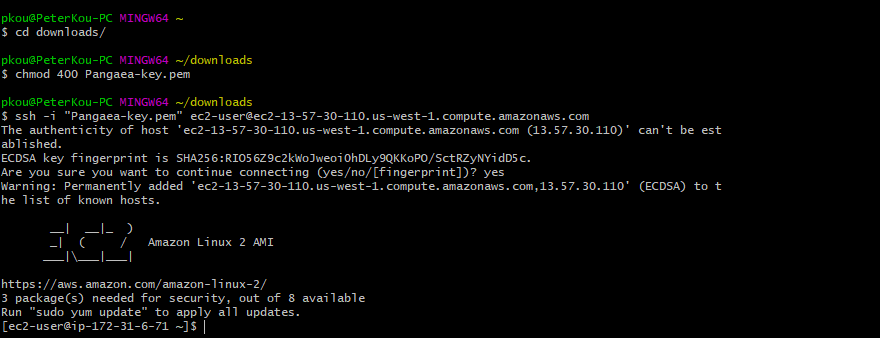 pkou@PeterKou-PC MINGW64 ~
$ cd downloads/
pkou@PeterKou-PC MINGW64 ~/downloads
$ chmod 400 Pangaea-key.pem
pkou@PeterKou-PC MINGW64 ~/downloads
$ ssh -i "Pangaea-key.pem" ec2-user@ec2-13-57-30-110.us-west-1.compute.amazonaws.com
The authenticity of host 'ec2-13-57-30-110.us-west-1.compute.amazonaws.com (13.57.30.110)' can't be est
ablished.
ECDSA key fingerprint is SHA256:RIO56Z9c2kWoJweoiOhDLy9QKKoPO/SctRZyNYidD5c.
Are you sure you want to continue connecting (yes/no/[fingerprint])? yes
Warning: Permanently added 'ec2-13-57-30-110.us-west-1.compute.amazonaws.com,13.57.30.110' (ECDSA) to t
he list of known hosts.
       __|  __|_  )
       _|  (     /   Amazon Linux 2 AMI
      ___|\___|___|
https://aws.amazon.com/amazon-linux-2/
3 package(s) needed for security, out of 8 available
Run "sudo yum update" to apply all updates.
[ec2-user@ip-172-31-6-71 ~]$